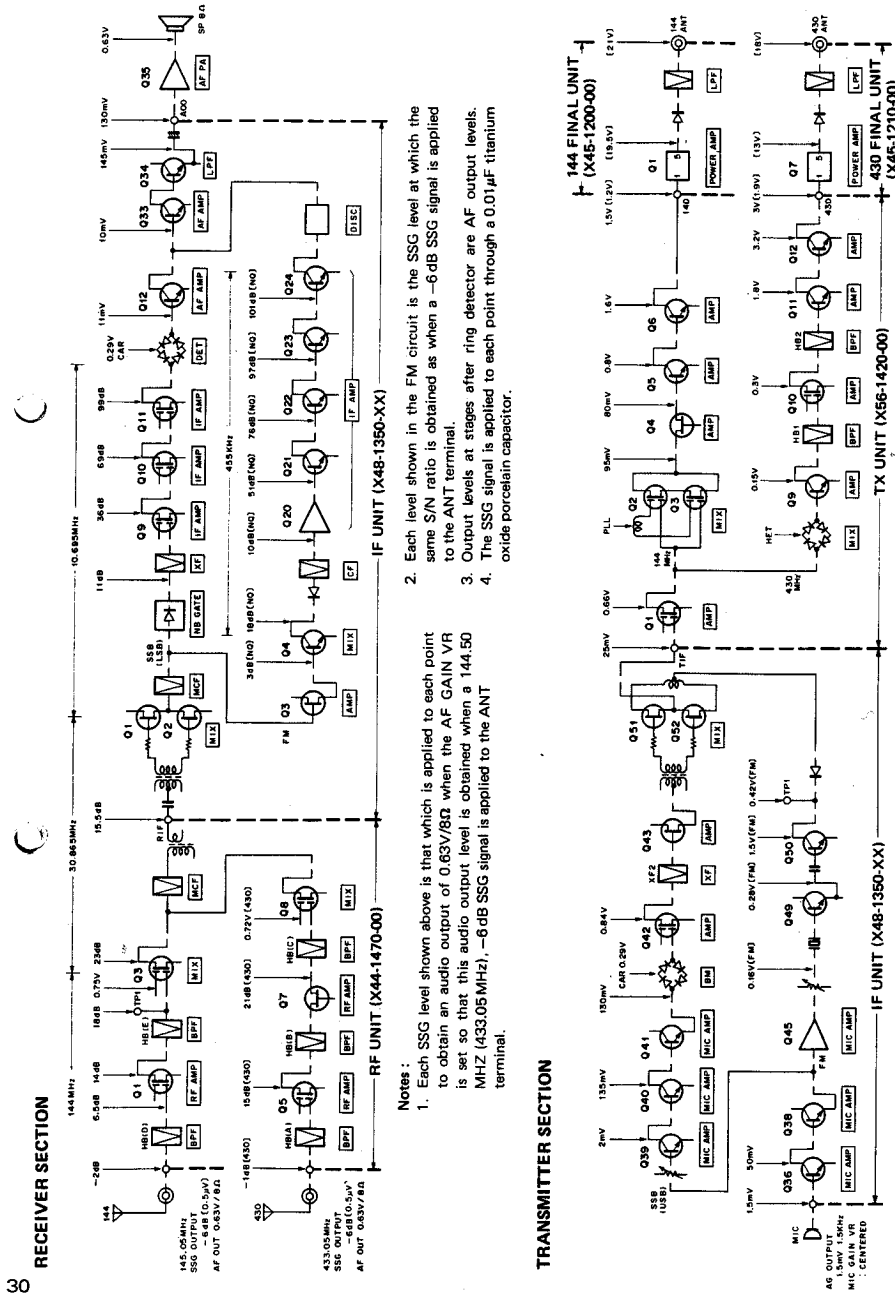 30
RECEIVER SECTION
144MHz
30.865MHz
10.695MHz
144
-2dB
6.5dB
14dB
18dB
0.75V
23dB
15.5dB
11dB
36dB
69dB
99dB
0.29V
CAR
11mV
10mV
145mV
130mV
0.63V
HB(D)
Q1
HB(E)
TP1
Q3
RIF
Q1
Q2
SSB
(LSB)
Q9
Q10
Q11
Q12
Q33
Q34
AOO
Q35
SP 8Ω
BPF
RF AMP
BPF
MIX
MCF
MIX
MCF
NB GATE
XF
IF AMP
IF AMP
IF AMP
DET
AF AMP
AF AMP
LPF
AF PA
145.05MHz
SSG OUTPUT
-6dB(0.5μV)
AF OUT 0.63V/8Ω
455KHz
FM
3dB(NQ)
18dB(NQ)
10dB(NQ)
51dB(NQ)
76dB(NQ)
97dB(NQ)
101dB(NQ)
Q3
Q4
Q20
Q21
Q22
Q23
Q24
AMP
MIX
CF
IF AMP
DISC
430
-1dB(430)
15dB(430)
21dB(430)
0.72V(430)
HB(A)
Q5
HB(B)
Q7
HB(C)
Q8
BPF
RF AMP
BPF
RF AMP
BPF
MIX
433.05MHz
SSG OUTPUT
-6dB(0.5μV)
AF OUT 0.63V/8Ω
RF UNIT (X44-1470-00)
IF UNIT (X48-1350-XX)
Notes :
1. Each SSG level shown above is that which is applied to each point
to obtain an audio output of 0.63V/8Ω when the AF GAIN VR
is set so that this audio output level is obtained when a 144.50
MHZ (433.05MHz), −6dB SSG signal is applied to the ANT
terminal.
2. Each level shown in the FM circuit is the SSG level at which the
same S/N ratio is obtained as when a −6dB SSG signal is applied
to the ANT terminal.
3. Output levels at stages after ring detector are AF output levels.
4. The SSG signal is applied to each point through a 0.01μF titanium
oxide porcelain capacitor.
TRANSMITTER SECTION
2mV
135mV
130mV
CAR 0.29V
0.84V
25mV
0.66V
PLL
95mV
80mV
0.8V
1.6V
1.5V (1.2V)
(19.5V)
(21V)
SSB
(USB)
Q39
Q40
Q41
Q42
XF2
Q43
Q51
Q52
TIF
Q1
144
MHz
Q2
Q3
Q4
Q5
Q6
140
Q1
1 5
144
ANT
MIC AMP
MIC AMP
MIC AMP
BM
AMP
XF
AMP
MIX
AMP
MIX
AMP
AMP
AMP
POWER AMP
LPF
144 FINAL UNIT
(X45-1200-00)
MIC
1.5mV
50mV
0.16V(FM)
0.28V(FM)
1.5V(FM)
0.42V(FM)
TP1
Q36
Q38
FM
Q45
Q49
Q50
MIC AMP
MIC AMP
MIC AMP
AG OUTPUT
1.5mV 1.5KHz
MIC GAIN VR
: CENTERED
430
MHz
HET
0.15V
0.3V
1.8V
3.2V
3V(1.9V)
(13V)
(18V)
Q9
HB1
Q10
HB2
Q11
Q12
430
Q7
1 5
430
ANT
MIX
AMP
BPF
AMP
BPF
AMP
AMP
POWER AMP
LPF
IF UNIT (X48-1350-XX)
TX UNIT (X56-1420-00)
430 FINAL UNIT
(X45-1210-00)